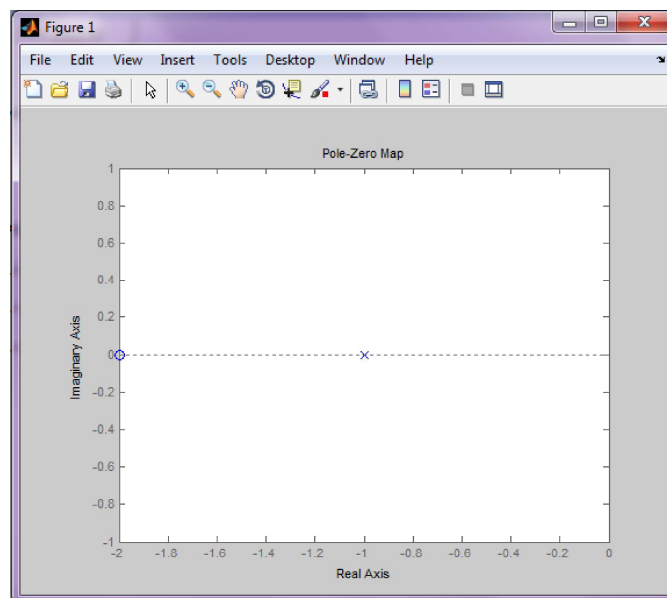 Figure 1
File Edit View Insert Tools Desktop Window Help
Pole-Zero Map
1
0.8
0.6
0.4
0.2
0
-0.2
-0.4
-0.6
-0.8
-1
Imaginary Axis
-2 -1.8 -1.6 -1.4 -1.2 -1 -0.8 -0.6 -0.4 -0.2 0
Real Axis